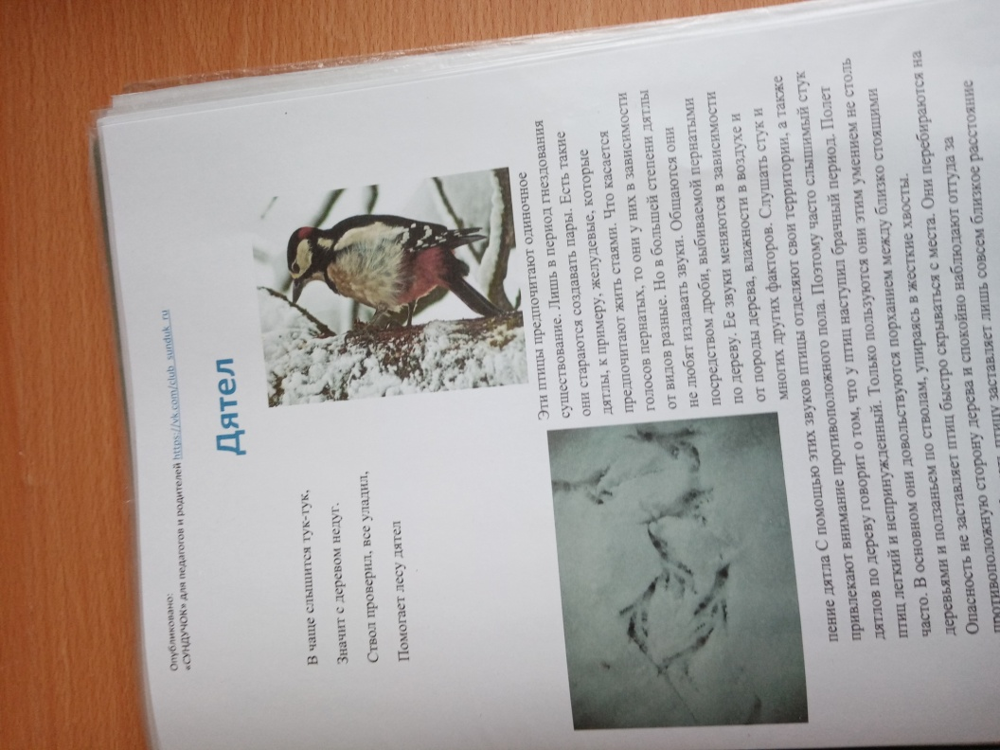 Опубликовано:
«СУНДУЧОК» для педагогов и родителей https://vk.com/club_sunduk_ru
Дятел
В чаще слышится тук-тук,
Значит с деревом недуг.
Ствол проверил, все уладил,
Помогает лесу дятел
Эти птицы предпочитают одиночное
существование. Лишь в период гнездования
они стараются создавать пары. Есть такие
дятлы, к примеру, желудевые, которые
предпочитают жить стаями. Что касается
голосов пернатых, то они у них в зависимости
от видов разные. Но в большей степени дятлы
не любят издавать звуки. Общаются они
посредством дроби, выбиваемой пернатыми
по дереву. Ее звуки меняются в зависимости
от породы дерева, влажности в воздухе и
многих других факторов. Слушать стук и
пение дятла С помощью этих звуков птицы отделяют свои территории, а также
привлекают внимание противоположного пола. Поэтому часто слышимый стук
дятлов по дереву говорит о том, что у птиц наступил брачный период. Полет
птиц легкий и непринужденный. Только пользуются они этим умением не столь
часто. В основном они довольствуются порханием между близко стоящими
деревьями и ползаньем по стволам, упираясь в жесткие хвосты.
Опасность не заставляет птиц быстро скрываться с места. Они перебираются на
противоположную сторону дерева и спокойно наблюдают оттуда за
птицу заставляет лишь совсем близкое расстояние